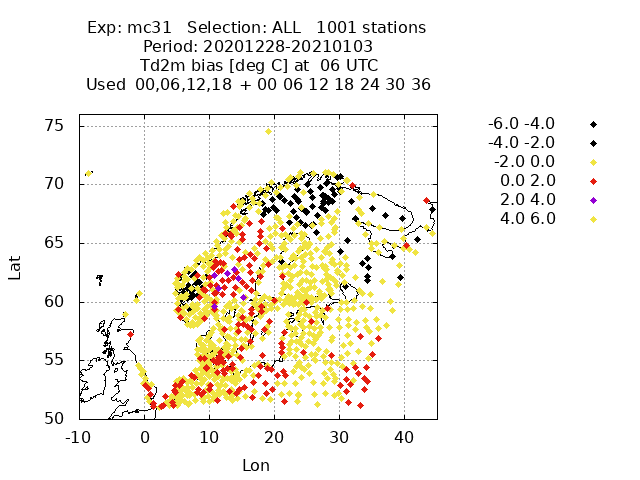 Exp: mc31 Selection: ALL 1001 stations
Period: 20201228-20210103
Td2m bias [deg C] at 06 UTC
Used 00,06,12,18 + 00 06 12 18 24 30 36
-6.0 -4.0
-4.0 -2.0
-2.0 0.0
0.0 2.0
2.0 4.0
4.0 6.0
75
70
65
60
55
50
Lat
-10 0 10 20 30 40
Lon